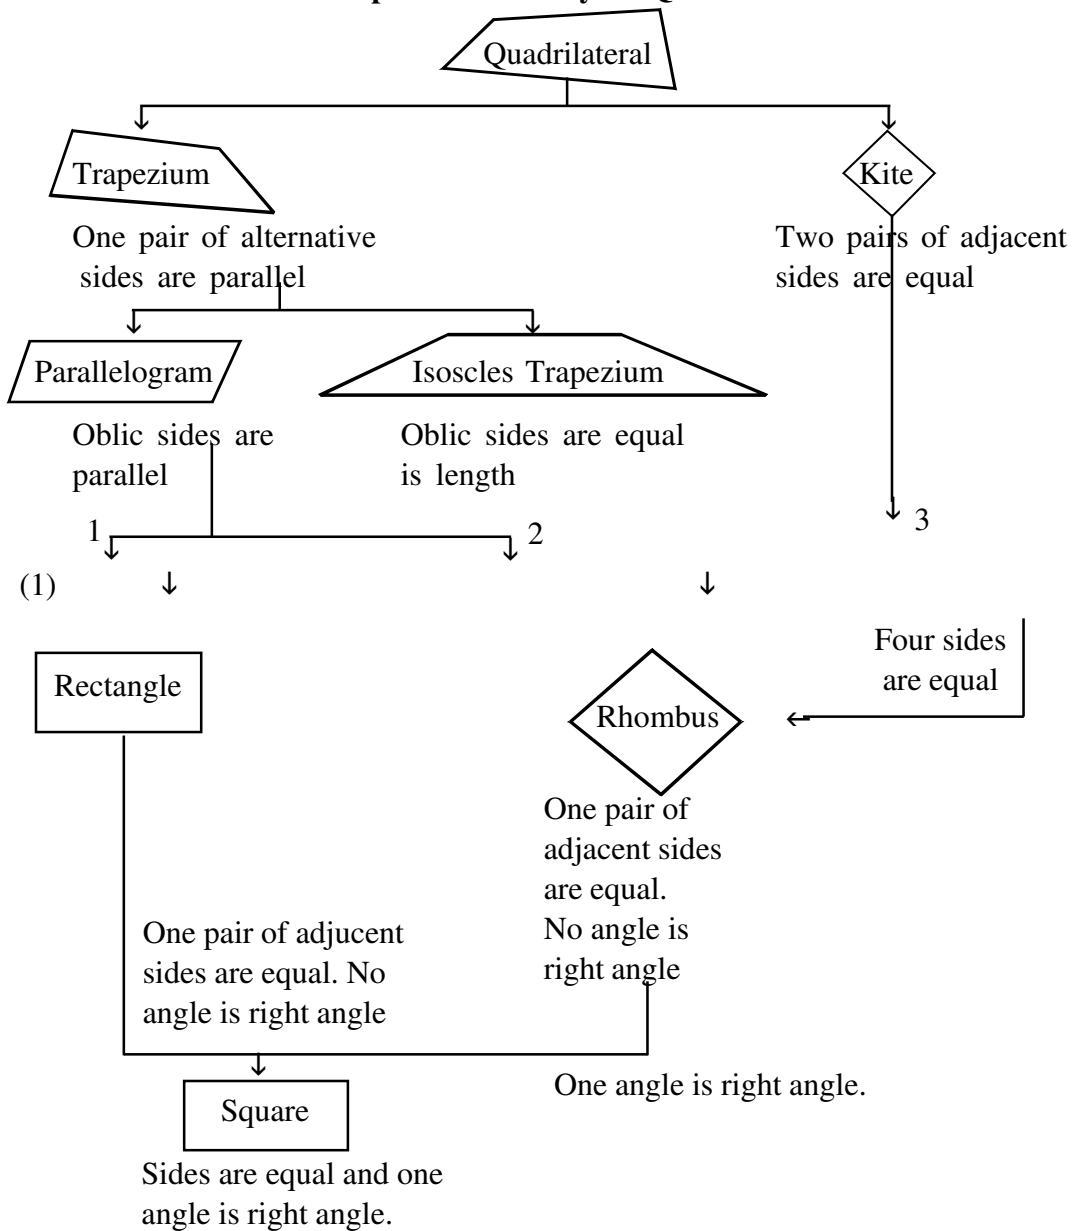 Quadrilateral
Trapezium
Kite
One pair of alternative
sides are parallel
Two pairs of adjacent
sides are equal
Parallelogram
Isoscles Trapezium
Oblic sides are
parallel
Oblic sides are equal
is length
1
2
3
(1)
Four sides
are equal
Rectangle
Rhombus
One pair of
adjacent sides
are equal.
No angle is
right angle
One pair of adjucent
sides are equal. No
angle is right angle
One angle is right angle.
Square
Sides are equal and one
angle is right angle.